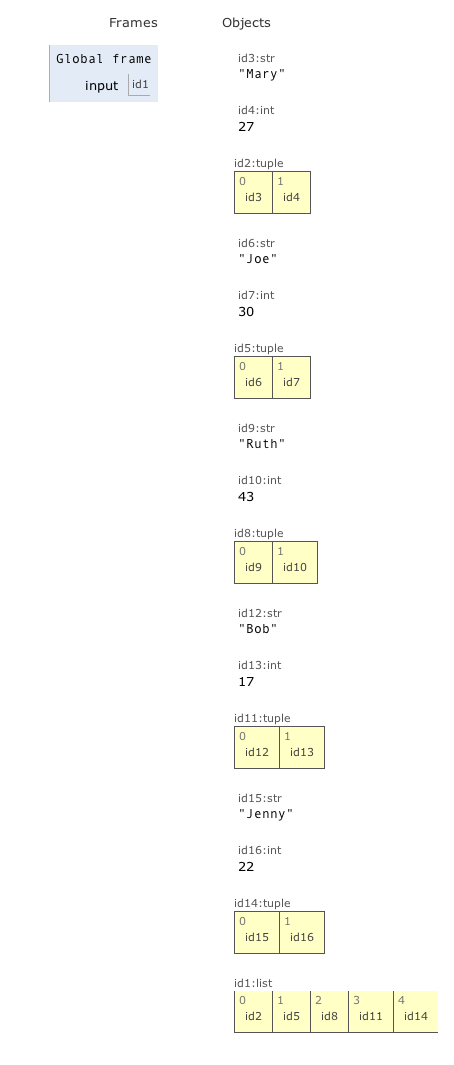 Frames Objects
Global frame
input id1
id3:str
"Mary"
id4:int
27
id2:tuple
0 1
id3 id4
id6:str
"Joe"
id7:int
30
id5:tuple
0 1
id6 id7
id9:str
"Ruth"
id10:int
43
id8:tuple
0 1
id9 id10
id12:str
"Bob"
id13:int
17
id11:tuple
0 1
id12 id13
id15:str
"Jenny"
id16:int
22
id14:tuple
0 1
id15 id16
id1:list
0 1 2 3 4
id2 id5 id8 id11 id14